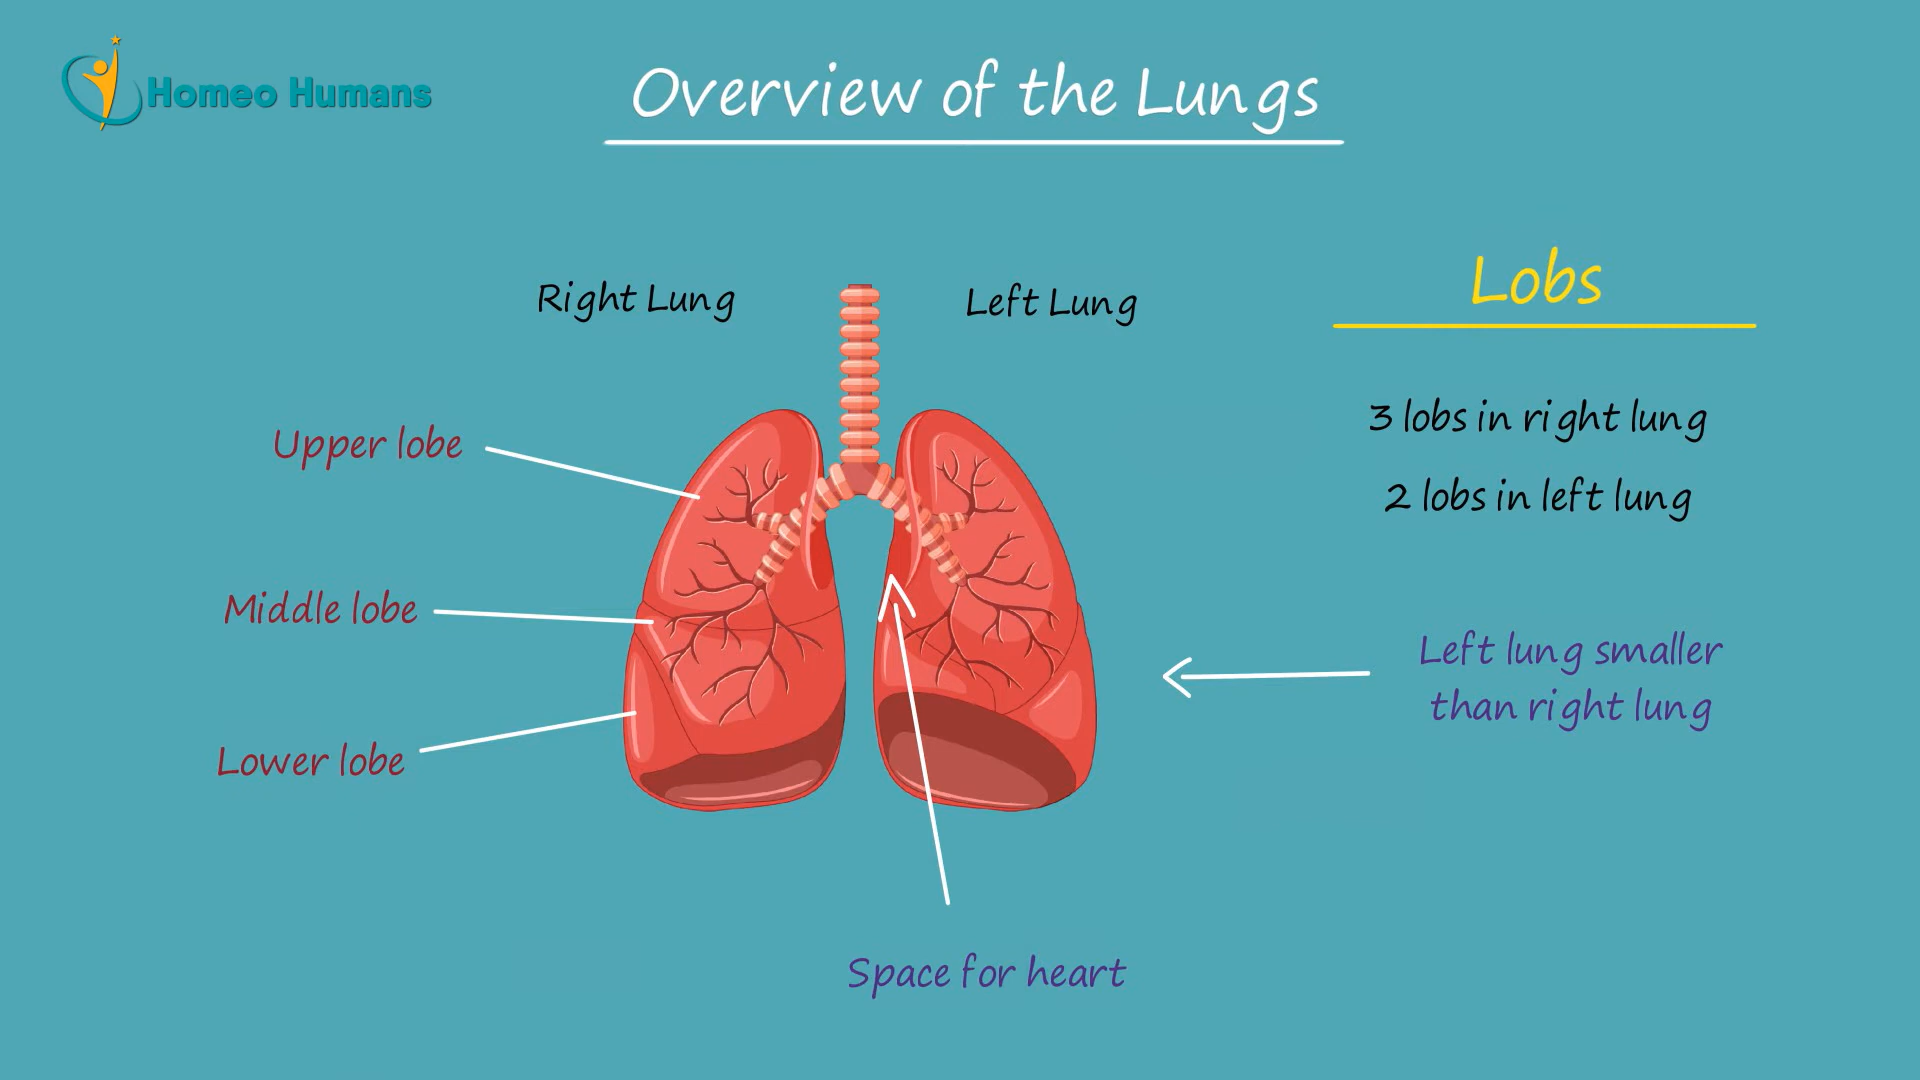 Homeo Humans
Overview of the Lungs
Right Lung
Left Lung
Lobs
3 lobs in right lung
2 lobs in left lung
Upper lobe
Middle lobe
Lower lobe
Left lung smaller
than right lung
Space for heart